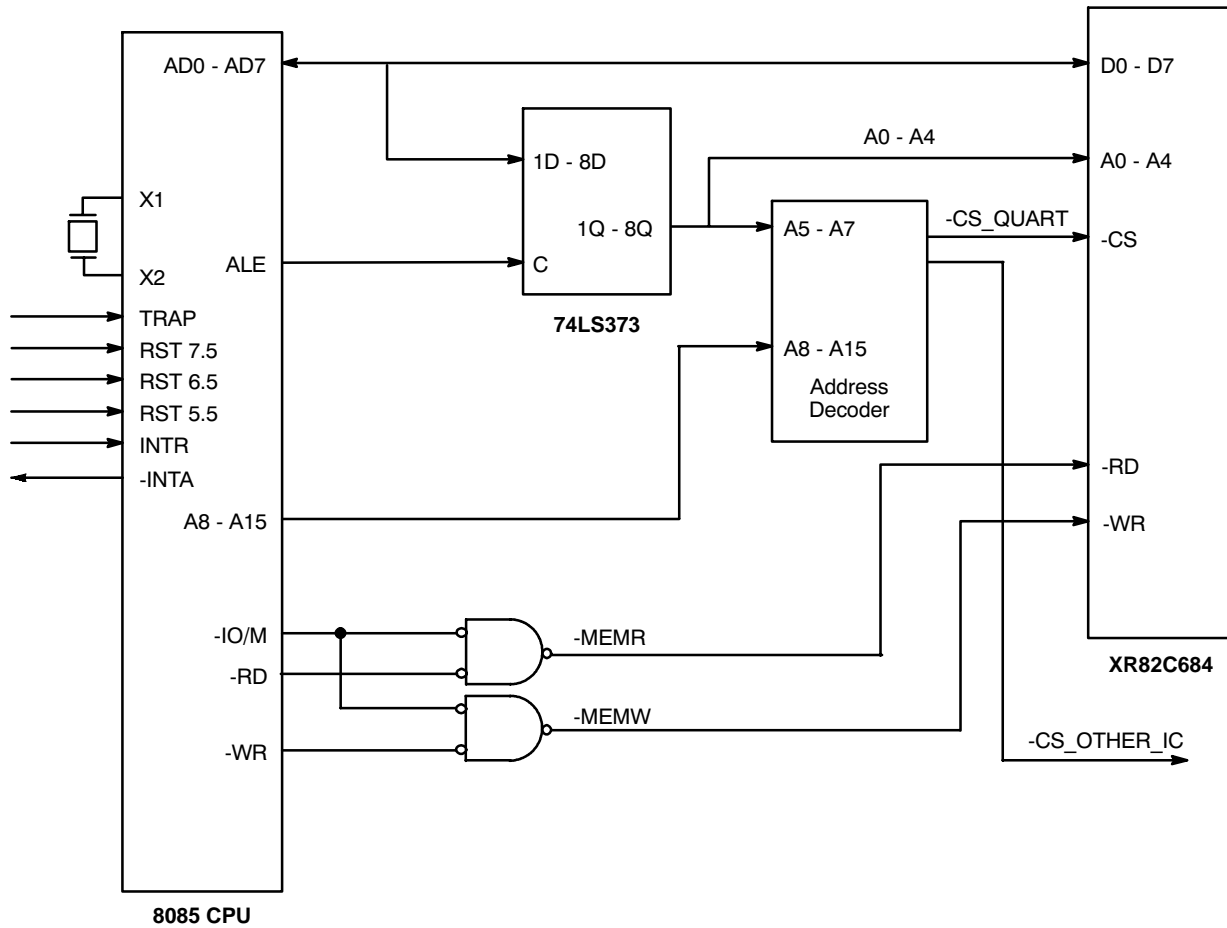 AD0 - AD7
D0 - D7
A0 - A4
1D - 8D
A0 - A4
X1
1Q - 8Q
A5 - A7
-CS_QUART
-CS
X2
ALE
C
TRAP
74LS373
RST 7.5
A8 - A15
RST 6.5
Address
Decoder
RST 5.5
INTR
-INTA
-RD
A8 - A15
-WR
-IO/M
-MEMR
-RD
XR82C684
-MEMW
-WR
-CS_OTHER_IC
8085 CPU